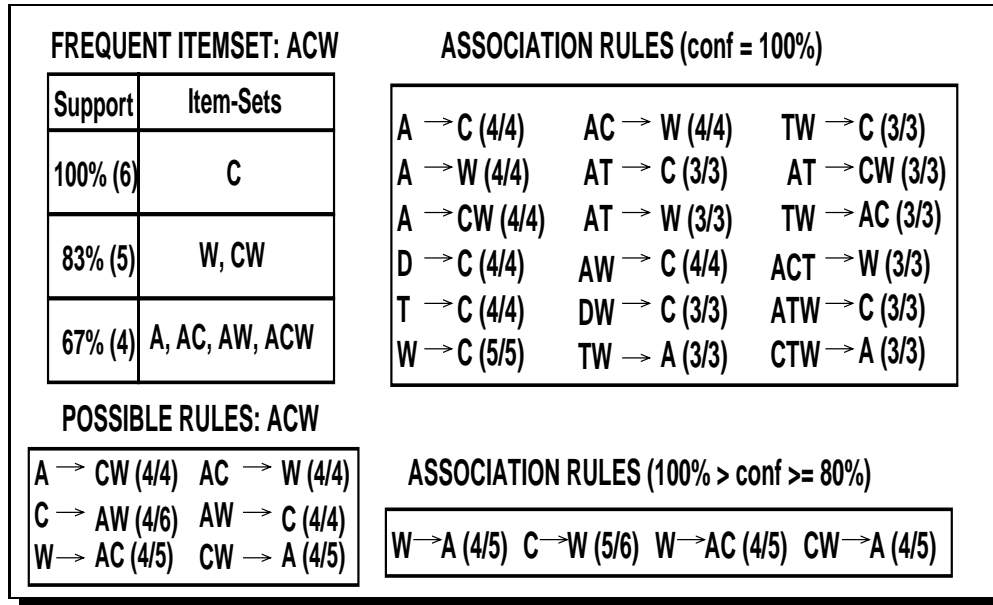 FREQUENT ITEMSET: ACW
Support Item-Sets
100% (6) C
83% (5) W, CW
67% (4) A, AC, AW, ACW
POSSIBLE RULES: ACW
A → CW (4/4) AC → W (4/4)
C → AW (4/6) AW → C (4/4)
W → AC (4/5) CW → A (4/5)
ASSOCIATION RULES (conf = 100%)
A → C (4/4) AC → W (4/4) TW → C (3/3)
A → W (4/4) AT → C (3/3) AT → CW (3/3)
A → CW (4/4) AT → W (3/3) TW → AC (3/3)
D → C (4/4) AW → C (4/4) ACT → W (3/3)
T → C (4/4) DW → C (3/3) ATW → C (3/3)
W → C (5/5) TW → A (3/3) CTW → A (3/3)
ASSOCIATION RULES (100% > conf >= 80%)
W → A (4/5) C → W (5/6) W → AC (4/5) CW → A (4/5)